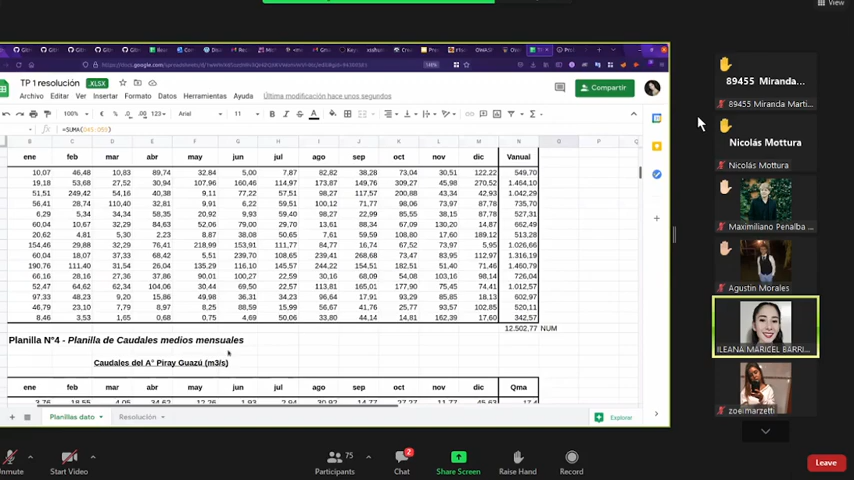 View
TP 1 resolución XLSX
Compartir
Archivo Editar Ver Insertar Formato Datos Herramientas Ayuda Última modificación hace unos segundos
100% Arial 11
B C D E F G H I J K L M N O P Q
ene feb mar abr may jun jul ago sep oct nov dic Vanual
10,07 46,48 10,83 89,74 32,84 5,00 7,87 82,82 38,28 73,04 30,51 122,22 549,70
19,18 53,68 27,52 30,94 107,96 160,46 114,97 173,87 149,76 309,27 45,98 270,52 1.464,10
51,51 249,42 54,16 40,38 9,11 77,22 57,51 98,27 96,31 200,88 43,34 42,93 1.042,29
56,41 28,74 110,40 32,81 9,91 6,22 59,51 100,12 71,77 98,06 73,97 73,97 735,70
6,29 5,34 34,34 58,35 20,92 9,93 59,40 98,27 22,99 85,55 38,15 87,78 527,31
60,04 10,67 32,29 84,63 52,06 79,00 29,70 13,61 88,34 67,09 130,20 14,87 662,49
20,62 4,81 5,30 2,23 8,87 38,08 50,65 7,61 59,59 108,80 17,60 189,12 513,28
154,46 29,88 32,29 76,41 218,99 153,91 111,77 84,77 16,74 67,52 73,97 5,95 1.026,66
60,04 18,07 37,33 68,42 5,51 239,70 108,65 239,41 268,68 73,47 83,95 112,97 1.316,19
190,76 111,40 31,54 26,04 135,29 116,10 145,57 244,22 154,51 182,51 51,40 71,46 1.460,79
66,16 28,16 27,36 37,86 90,01 100,27 22,59 30,16 68,09 54,08 103,16 98,14 726,04
24,52 64,62 62,34 104,06 30,44 69,50 22,57 113,81 165,01 177,90 74,45 74,41 1.012,57
97,33 48,23 9,20 15,86 49,98 36,31 34,23 96,64 17,91 93,29 85,85 18,13 602,97
46,79 23,10 7,79 8,97 8,25 88,59 15,99 56,67 41,76 25,77 93,57 102,85 520,11
8,46 3,53 1,65 0,68 0,75 4,69 50,06 33,80 44,14 14,81 162,39 17,60 342,57
12.502,77 NUM
Planilla N°4 - Planilla de Caudales medios mensuales
Caudales del A° Piray Guazú (m3/s)
ene feb mar abr may jun jul ago sep oct nov dic Qma
Planillas dato Resolución Explorar
89455 Miranda...
89455 Miranda Marti...
Nicolás Mottura
Nicolás Mottura
Maximiliano Penalba
Agustin Morales
ILEANA MARICEL BARRI...
zoe marzetti
75
2
Unmute Start Video Participants Chat Share Screen Raise Hand Record Leave